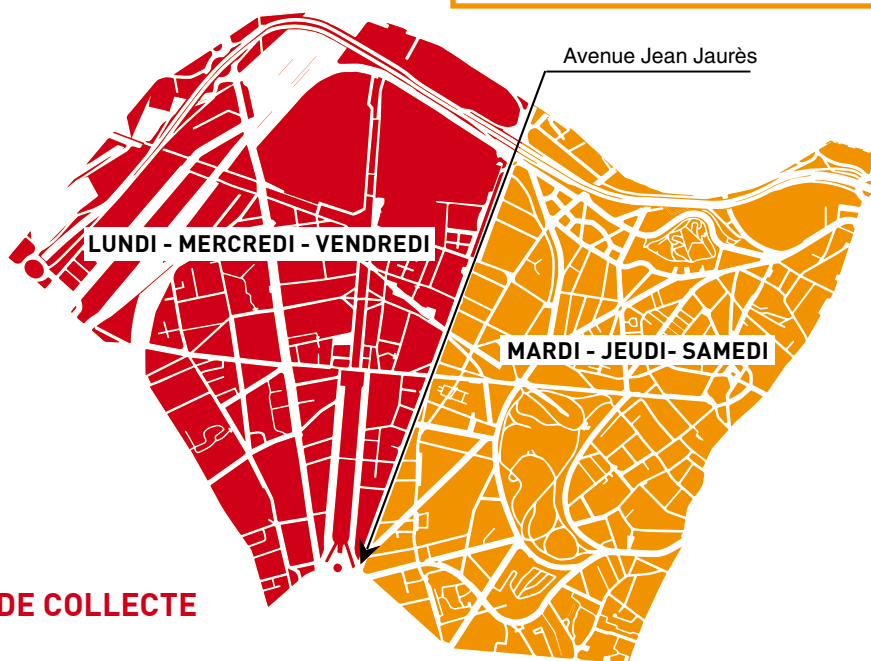 Avenue Jean Jaurès
LUNDI - MERCREDI - VENDREDI
MARDI - JEUDI- SAMEDI
DE COLLECTE